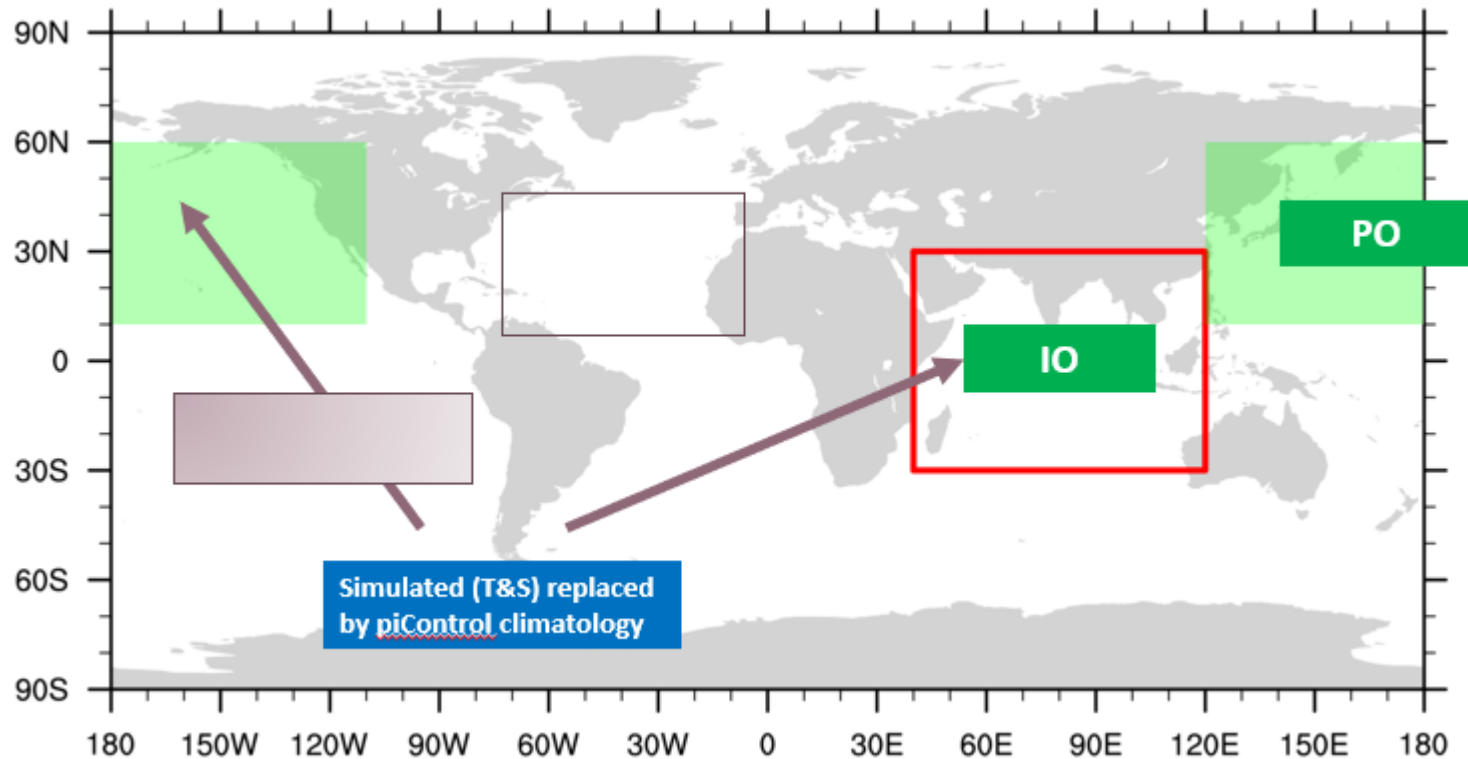 90N
60N
30N
0
30S
60S
90S
PO
IO
Simulated (T&S) replaced
by piControl climatology
180 150W 120W 90W 60W 30W 0 30E 60E 90E 120E 150E 180